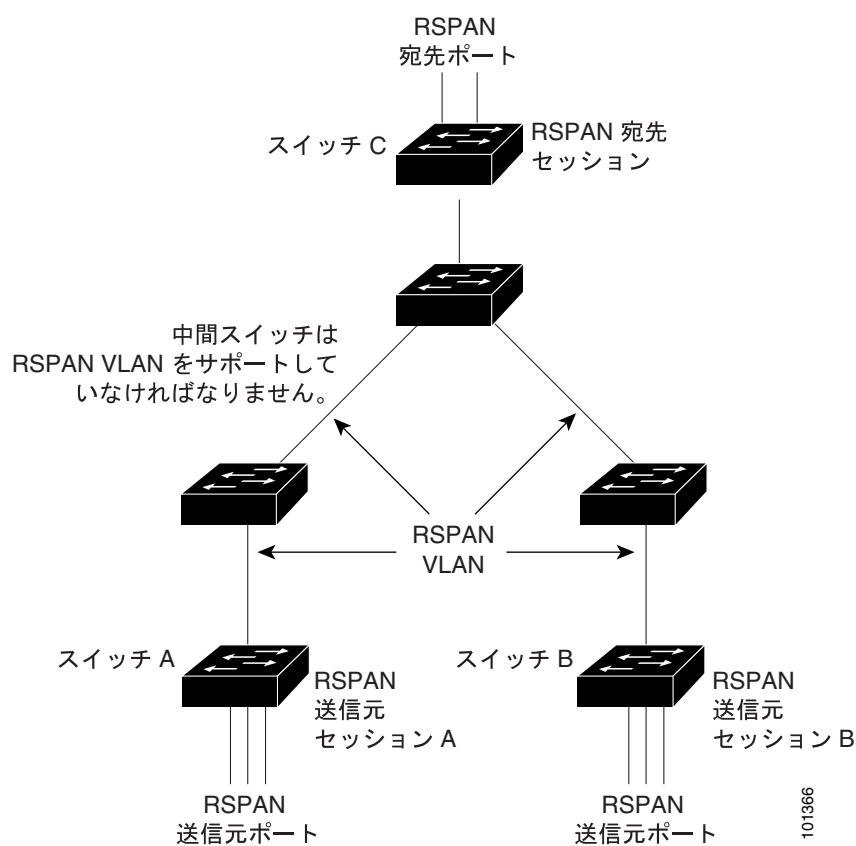 RSPAN
宛先ポート
スイッチ C
RSPAN 宛先
セッション
中間スイッチは
RSPAN VLAN をサポートして
いなければなりません。
RSPAN
VLAN
スイッチ A
RSPAN
送信元
セッション A
スイッチ B
RSPAN
送信元
セッション B
RSPAN
送信元ポート
RSPAN
送信元ポート
101366